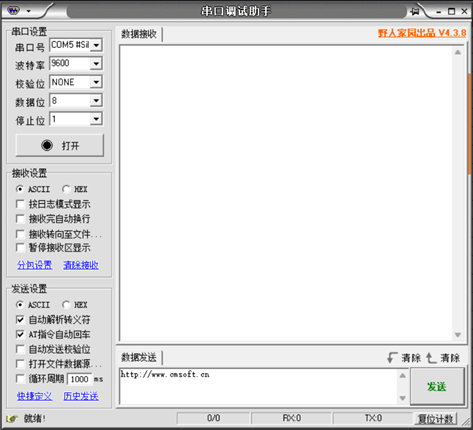 串口调试助手
串口设置
串口号 COM5 #Sil
波特率 9600
校验位 NONE
数据位 8
停止位 1
打开
接收设置
ASCII HEX
按日志模式显示
接收完自动换行
接收转向至文件...
暂停接收区显示
分包设置 清除接收
发送设置
ASCII HEX
自动解析转义符
AT指令自动回车
自动发送校验位
打开文件数据源...
循环周期 1000 ms
快捷定义 历史发送
数据接收 野人家园出品 V4.3.8
数据发送 清除 清除
http://www.cmsoft.cn
发送
就绪! 0/0 RX:0 TX:0 复位计数